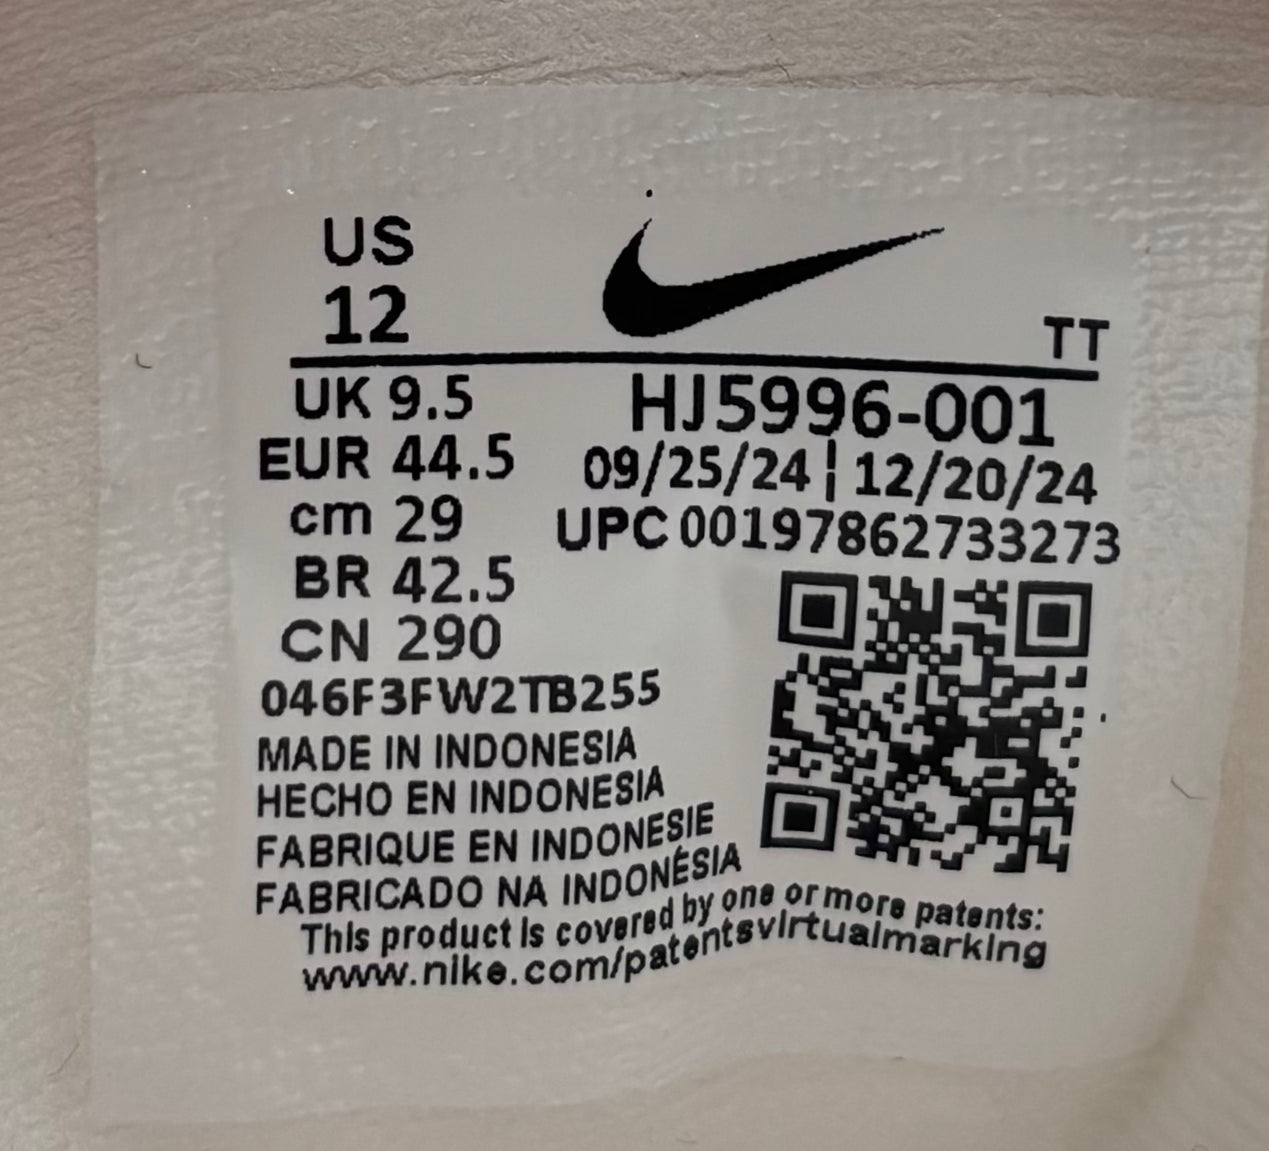 US
12
TT
UK 9.5
HJ5996-001
EUR 44.5
09/25/24 | 12/20/24
cm 29
UPC 00197862733273
BR 42.5
CN 290
046F3FW2TB255
MADE IN INDONESIA
HECHO EN INDONESIA
FABRIQUE EN INDONESIE
FABRICADO NA INDONÉSIA
This product is covered by one or more patents:
www.nike.com/patentsvirtualmarking